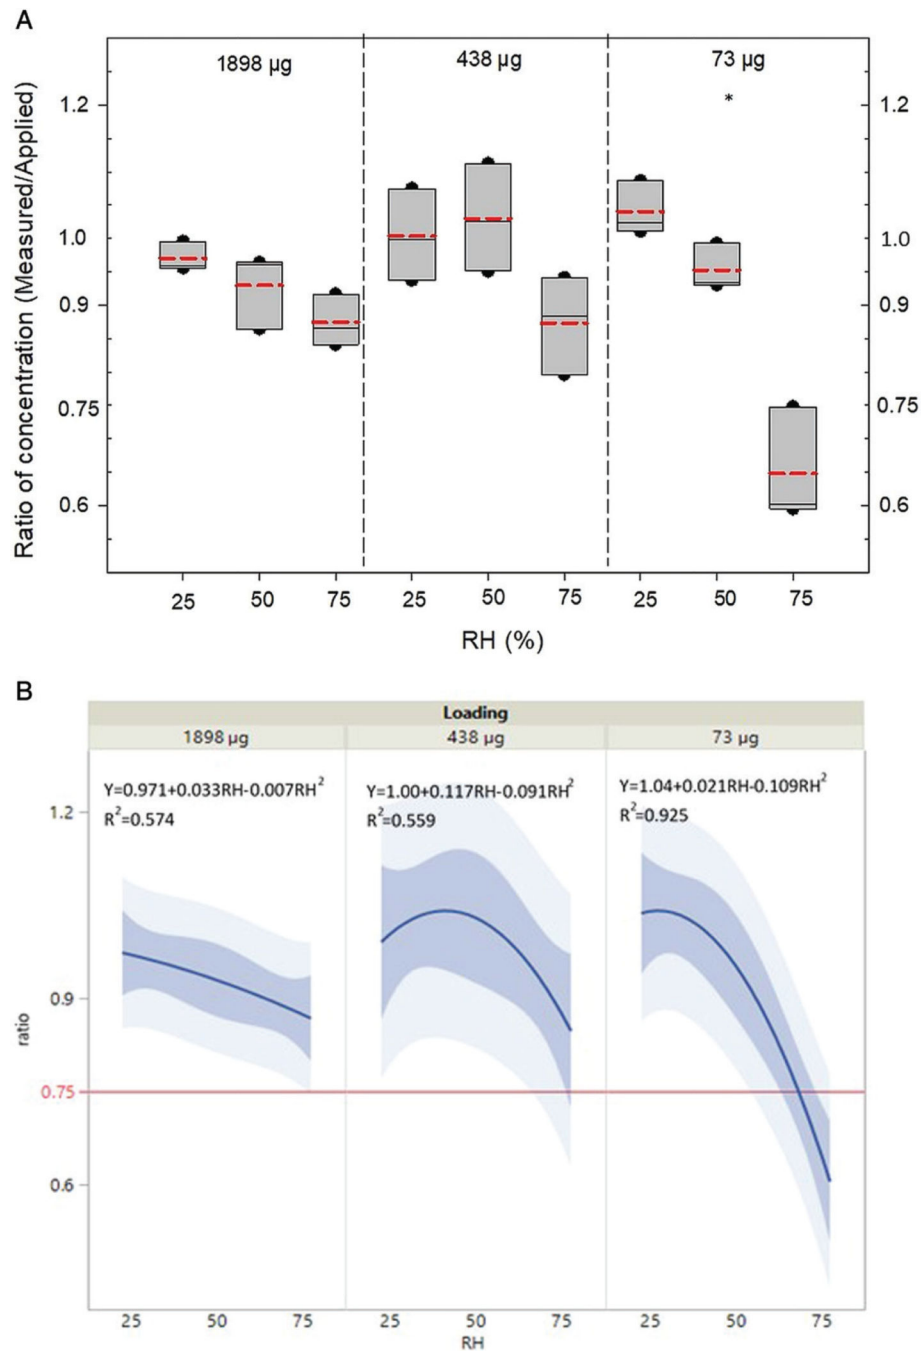 A
1898 µg 438 µg 73 µg
*
1.2 1.2
1.0 1.0
0.9 0.9
0.75 0.75
0.6 0.6
Ratio of concentration (Measured/Applied)
25 50 75 25 50 75 25 50 75
RH (%)
B
Loading
1898 µg 438 µg 73 µg
Y=0.971+0.033RH-0.007RH²
R²=0.574
Y=1.00+0.117RH-0.091RH²
R²=0.559
Y=1.04+0.021RH-0.109RH²
R²=0.925
1.2
0.9
0.75
0.6
ratio
25 50 75 25 50 75 25 50 75
RH